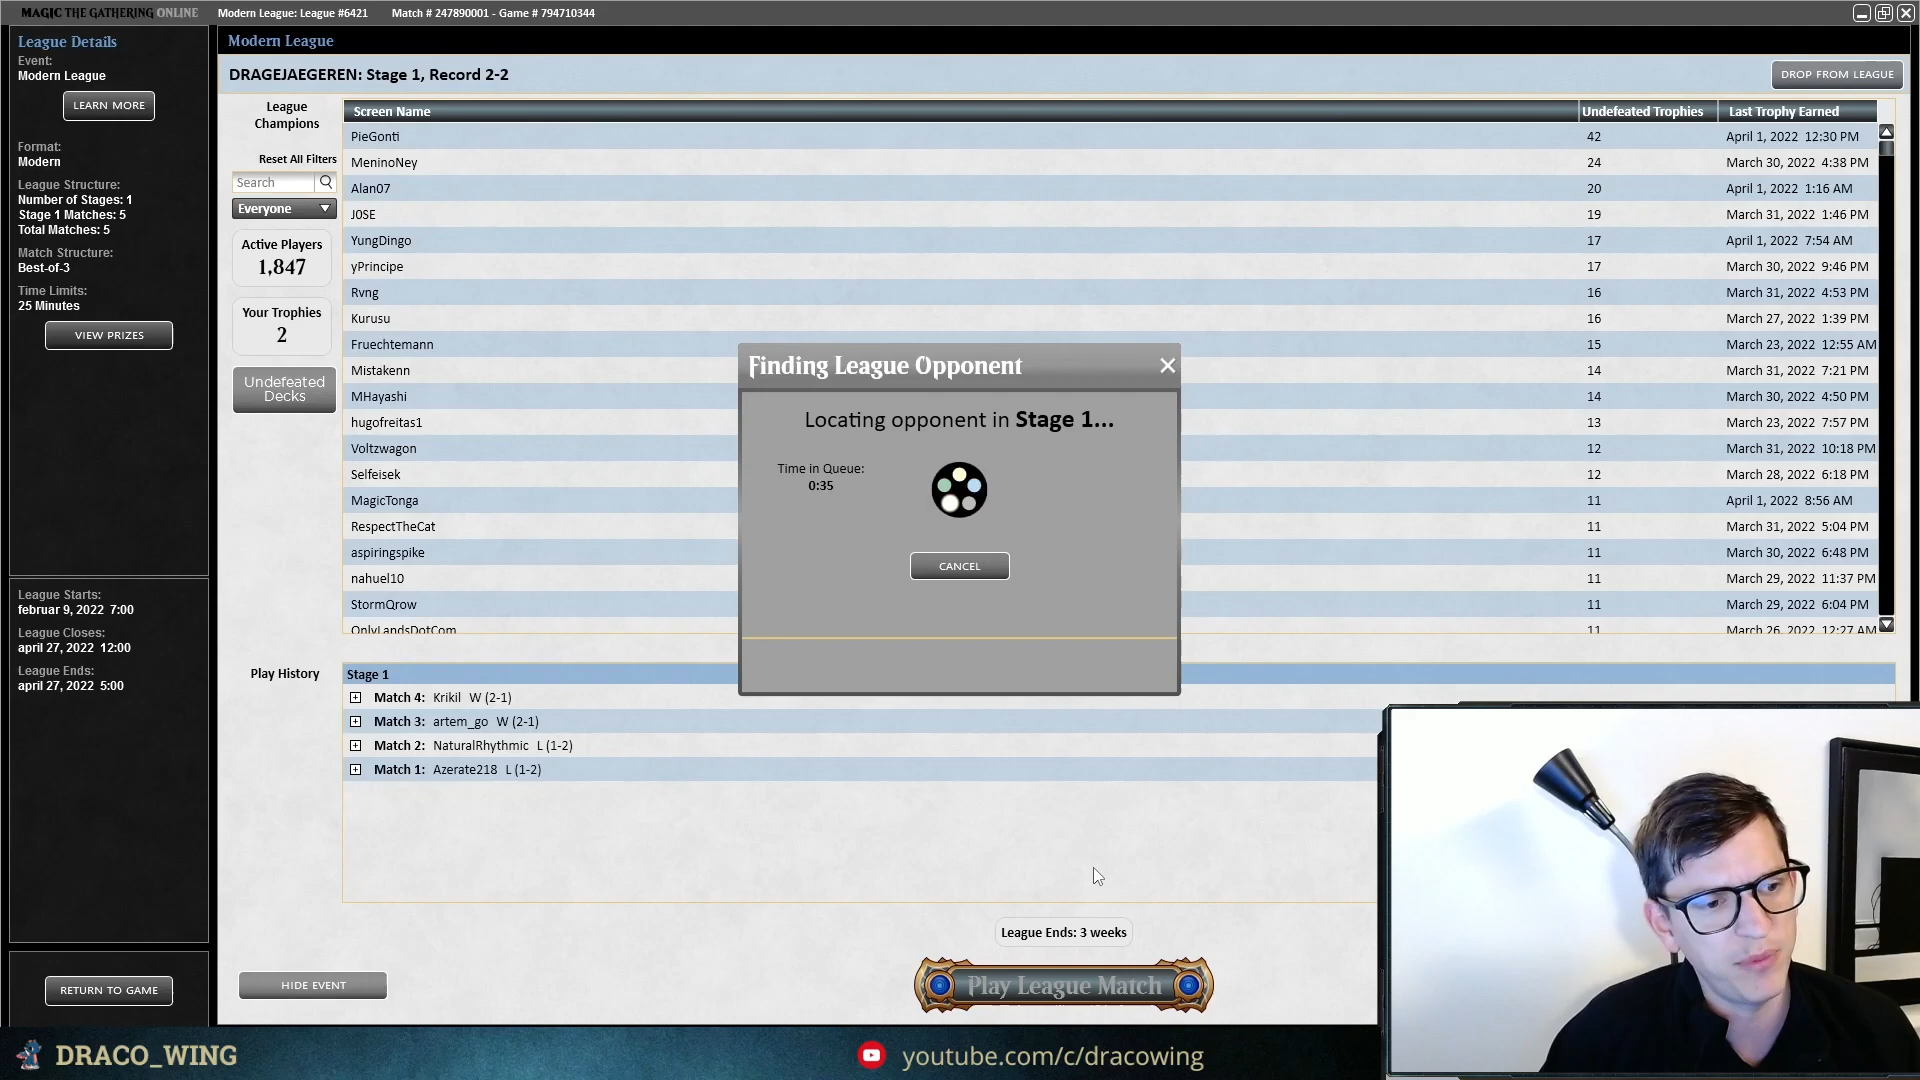 MAGIC THE GATHERING ONLINE
Modern League: League #6421
Match # 247890001 - Game # 794710344
League Details
Event:
Modern League
LEARN MORE
Format:
Modern
League Structure:
Number of Stages: 1
Stage 1 Matches: 5
Total Matches: 5
Match Structure:
Best-of-3
Time Limits:
25 Minutes
VIEW PRIZES
League Starts:
februar 9, 2022 7:00
League Closes:
april 27, 2022 12:00
League Ends:
april 27, 2022 5:00
RETURN TO GAME
Modern League
DRAGEJAEGEREN: Stage 1, Record 2-2
DROP FROM LEAGUE
League
Champions
Reset All Filters
Search
Everyone
Active Players
1,847
Your Trophies
2
Undefeated
Decks
Screen Name Undefeated Trophies Last Trophy Earned
PieGonti 42 April 1, 2022 12:30 PM
MeninoNey 24 March 30, 2022 4:38 PM
Alan07 20 April 1, 2022 1:16 AM
J0SE 19 March 31, 2022 1:46 PM
YungDingo 17 April 1, 2022 7:54 AM
yPrincipe 17 March 30, 2022 9:46 PM
Rvng 16 March 31, 2022 4:53 PM
Kurusu 16 March 27, 2022 1:39 PM
Fruechtemann 15 March 23, 2022 12:55 AM
Mistakenn 14 March 31, 2022 7:21 PM
MHayashi 14 March 30, 2022 4:50 PM
hugofreitas1 13 March 23, 2022 7:57 PM
Voltzwagon 12 March 31, 2022 10:18 PM
Selfeisek 12 March 28, 2022 6:18 PM
MagicTonga 11 April 1, 2022 8:56 AM
RespectTheCat 11 March 31, 2022 5:04 PM
aspiringspike 11 March 30, 2022 6:48 PM
nahuel10 11 March 29, 2022 11:37 PM
StormQrow 11 March 29, 2022 6:04 PM
OnlyLandsDotCom 11 March 26, 2022 12:27 AM
Finding League Opponent
Locating opponent in Stage 1...
Time in Queue:
0:35
CANCEL
Play History
Stage 1
Match 4: Krikil W (2-1)
Match 3: artem_go W (2-1)
Match 2: NaturalRhythmic L (1-2)
Match 1: Azerate218 L (1-2)
League Ends: 3 weeks
HIDE EVENT
Play League Match
DRACO_WING
youtube.com/c/dracowing